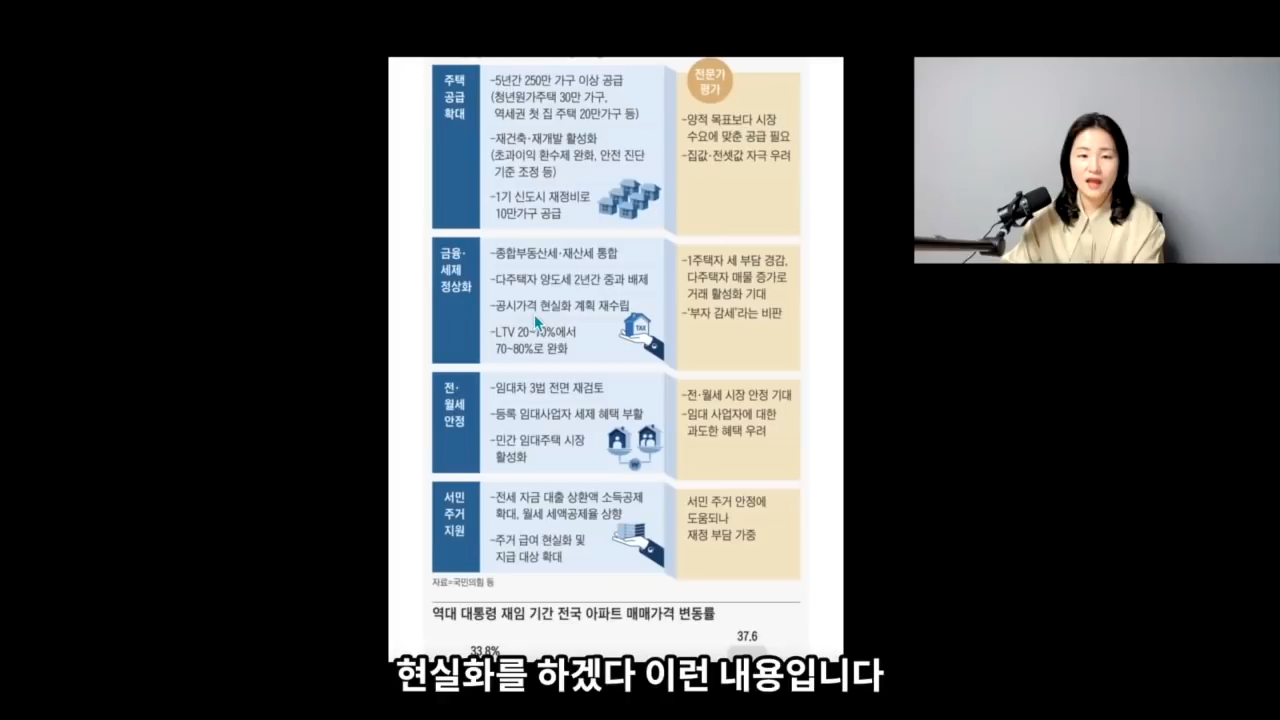 주택
공급
확대
-5년간 250만 가구 이상 공급
(청년원가주택 30만 가구,
역세권 첫 집 주택 20만가구 등)
-재건축·재개발 활성화
(초과이익 환수제 완화, 안전 진단
기준 조정 등)
-1기 신도시 재정비로
10만가구 공급
전문가
평가
-양적 목표보다 시장
수요에 맞춘 공급 필요
-집값·전셋값 자극 우려
금융·
세제
정상화
-종합부동산세·재산세 통합
-다주택자 양도세 2년간 중과 배제
-공시가격 현실화 계획 재수립
-LTV 20~70%에서
70~80%로 완화
TAX
-1주택자 세 부담 경감,
다주택자 매물 증가로
거래 활성화 기대
-'부자 감세'라는 비판
전·
월세
안정
-임대차 3법 전면 재검토
-등록 임대사업자 세제 혜택 부활
-민간 임대주택 시장
활성화
-전·월세 시장 안정 기대
-임대 사업자에 대한
과도한 혜택 우려
서민
주거
지원
-전세 자금 대출 상환액 소득공제
확대, 월세 세액공제율 상향
-주거 급여 현실화 및
지급 대상 확대
서민 주거 안정에
도움되나
재정 부담 가중
자료=국민의힘 등
역대 대통령 재임 기간 전국 아파트 매매가격 변동률
37.6
33.8%
현실화를 하겠다 이런 내용입니다